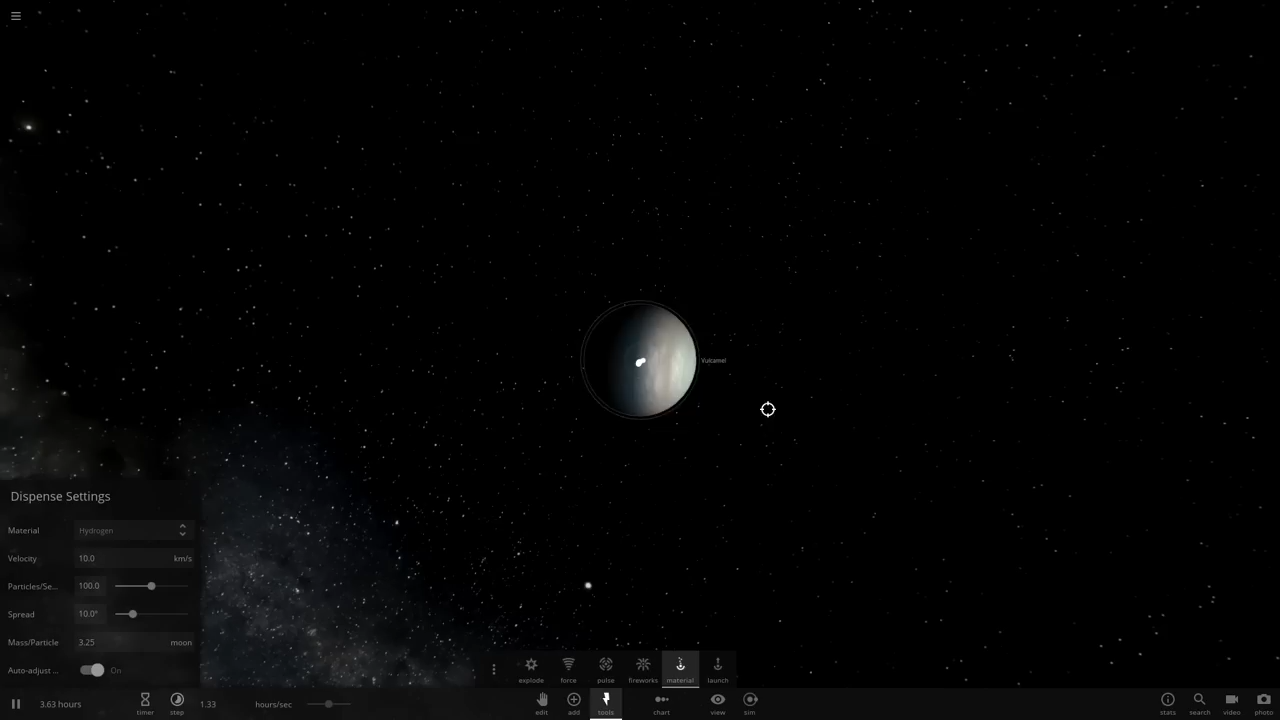 Vulcamel
Dispense Settings
Material Hydrogen
Velocity 10.0 km/s
Particles/Se... 100.0
Spread 10.0°
Mass/Particle 3.25 moon
Auto-adjust ... On
explode force pulse fireworks material launch
3.63 hours timer step 1.33 hours/sec edit add tools chart view sim stats search video photo